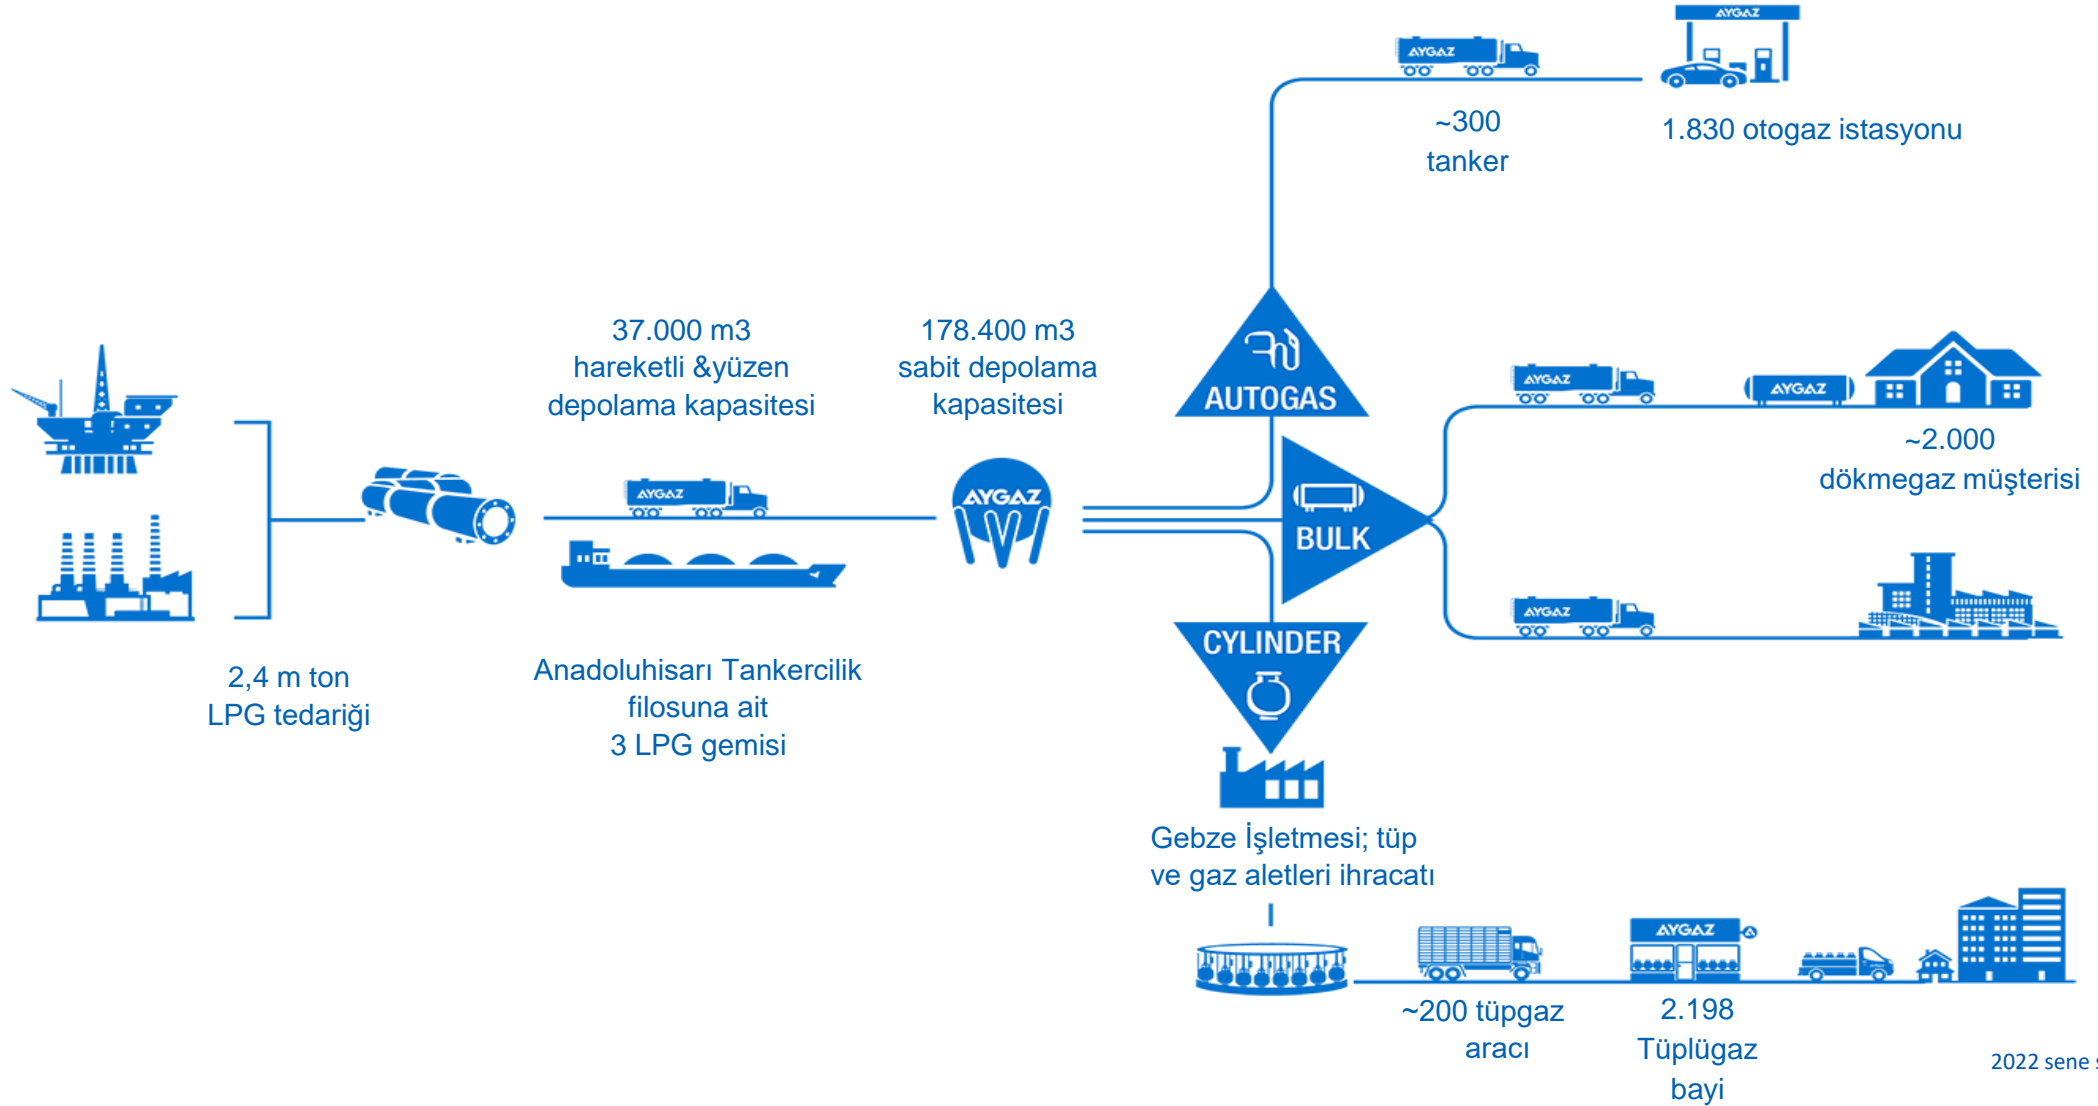 AYGAZ
AYGAZ
~300
tanker
1.830 otogaz istasyonu
37.000 m3
hareketli &yüzen
depolama kapasitesi
178.400 m3
sabit depolama
kapasitesi
AUTOGAS
AYGAZ
AYGAZ
~2.000
dökmegaz müşterisi
AYGAZ
AYGAZ
BULK
AYGAZ
CYLINDER
2,4 m ton
LPG tedariği
Anadoluhisarı Tankercilik
filosuna ait
3 LPG gemisi
Gebze İşletmesi; tüp
ve gaz aletleri ihracatı
AYGAZ
~200 tüpgaz
aracı
2.198
Tüplügaz
bayi
2022 sene s